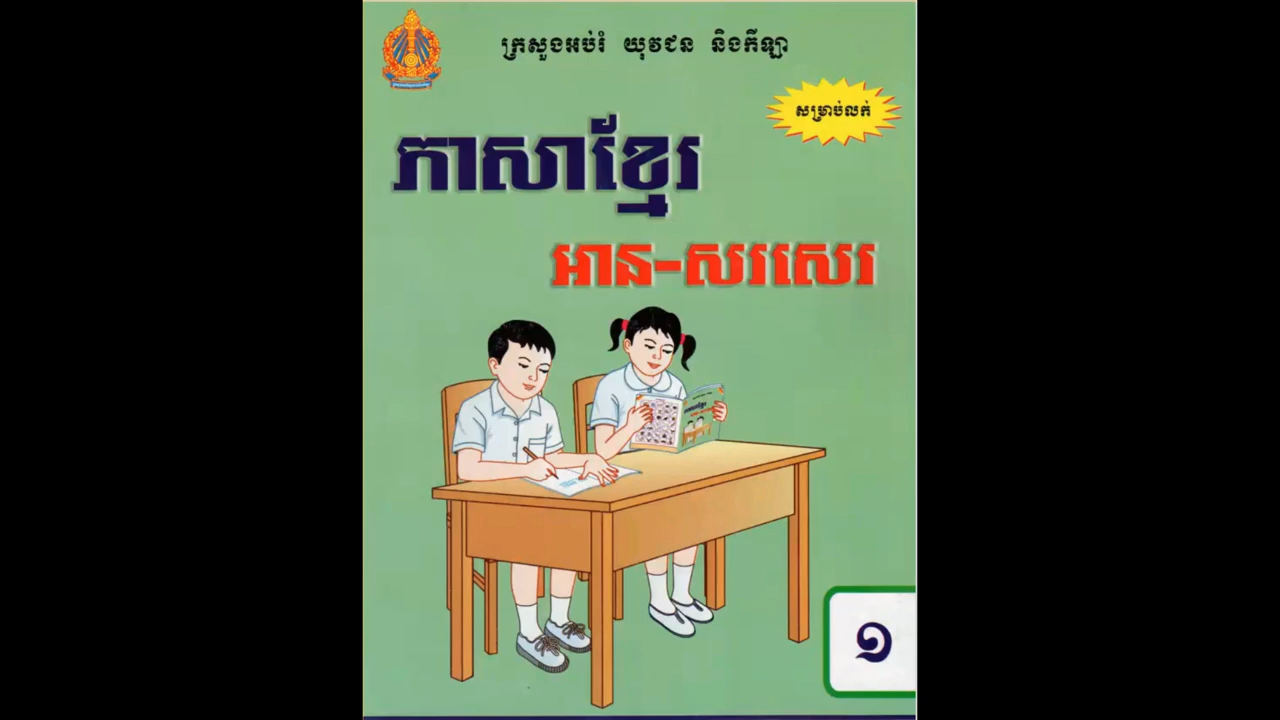 ក្រសួងអប់រំ យុវជន និងកីឡា
សម្រាប់លក់
ភាសាខ្មែរ
អាន-សរសេរ
១